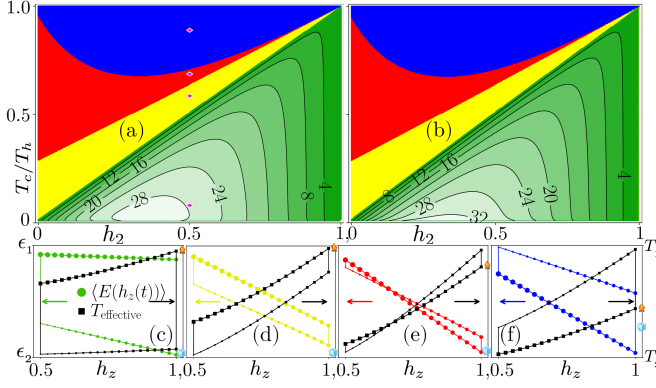 1.0
0.5
0
T_c/T_h
(a)
20
12
16
28
24
8
4
0
h_2
0.5
1.0
(b)
12
16
32
24
20
8
4
0
h_2
0.5
1
ϵ_1
ϵ_2
⟨E(h_z(t))⟩
T_effective
(c)
(d)
(e)
(f)
0.5
h_z
1,
0.5
h_z
1,
0.5
h_z
1,
0.5
h_z
1